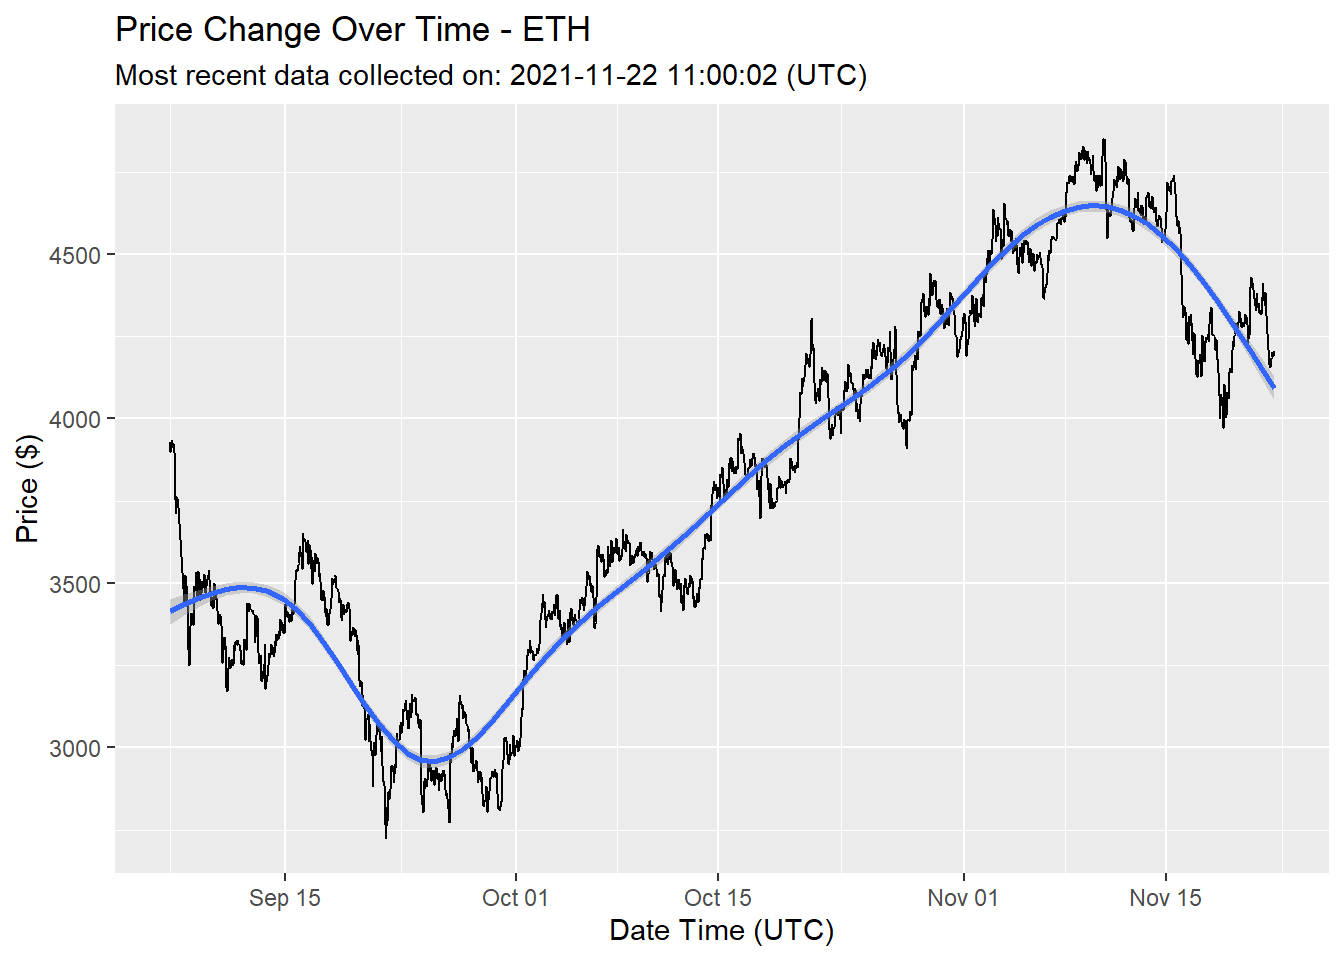 Price Change Over Time - ETH
Most recent data collected on: 2021-11-22 11:00:02 (UTC)
Price ($)
4500
4000
3500
3000
Sep 15
Oct 01
Oct 15
Nov 01
Nov 15
Date Time (UTC)